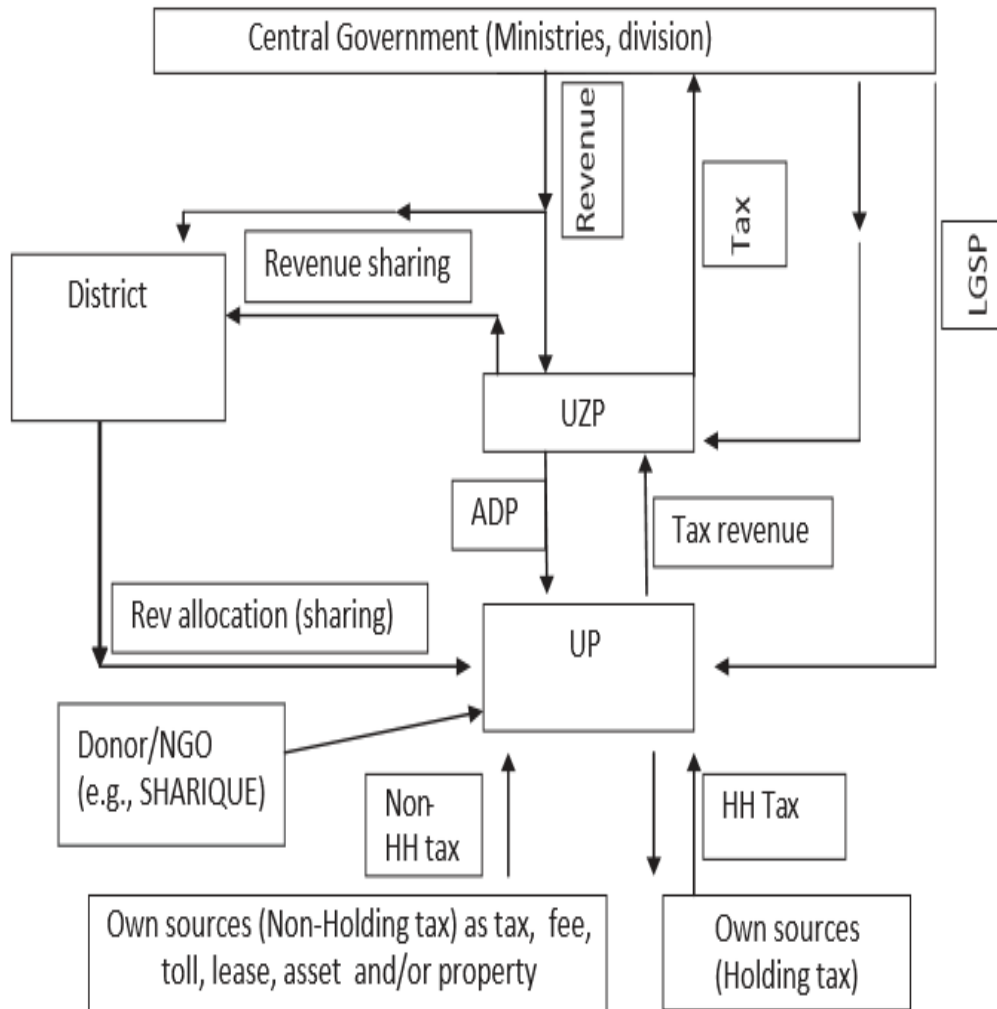 Central Government (Ministries, division)
Revenue
Tax
LGSP
Revenue sharing
District
UZP
ADP
Tax revenue
Rev allocation (sharing)
UP
Donor/NGO
(e.g., SHARIQUE)
Non-
HH tax
HH Tax
Own sources (Non-Holding tax) as tax, fee,
toll, lease, asset and/or property
Own sources
(Holding tax)